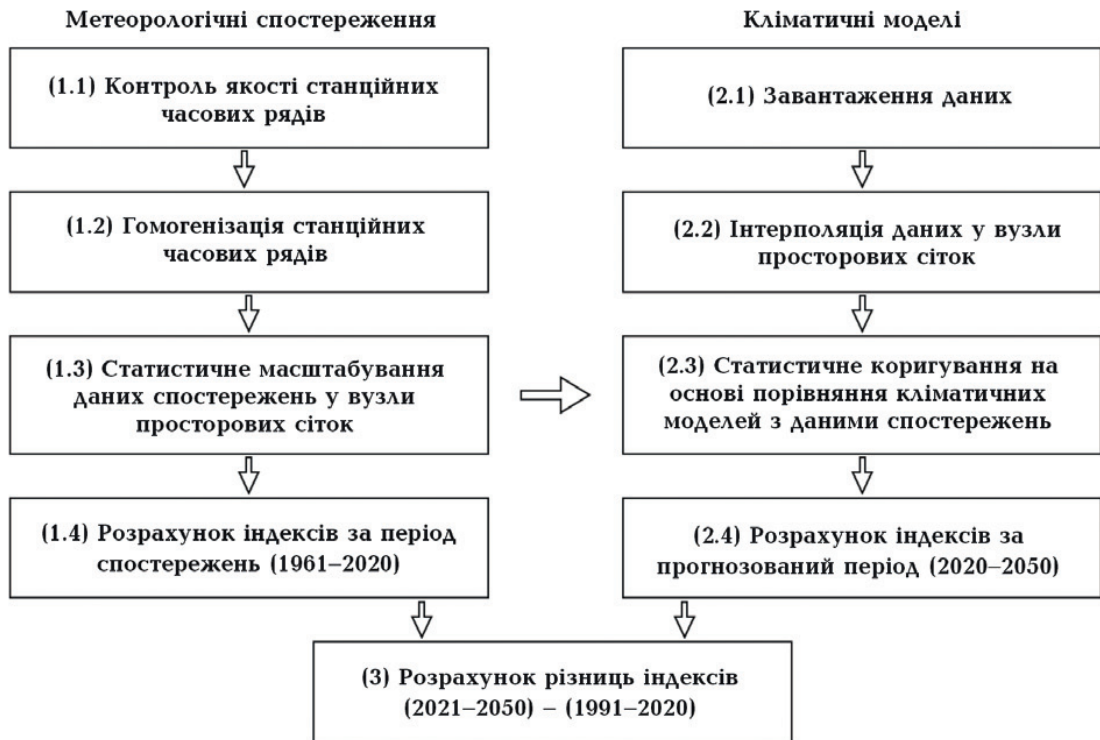 Метеорологічні спостереження
(1.1) Контроль якості станційних
часових рядів
(1.2) Гомогенізація станційних
часових рядів
(1.3) Статистичне масштабування
даних спостережень у вузли
просторових сіток
(1.4) Розрахунок індексів за період
спостережень (1961–2020)
Кліматичні моделі
(2.1) Завантаження даних
(2.2) Інтерполяція даних у вузли
просторових сіток
(2.3) Статистичне коригування на
основі порівняння кліматичних
моделей з даними спостережень
(2.4) Розрахунок індексів за
прогнозований період (2020–2050)
(3) Розрахунок різниць індексів
(2021–2050) – (1991–2020)